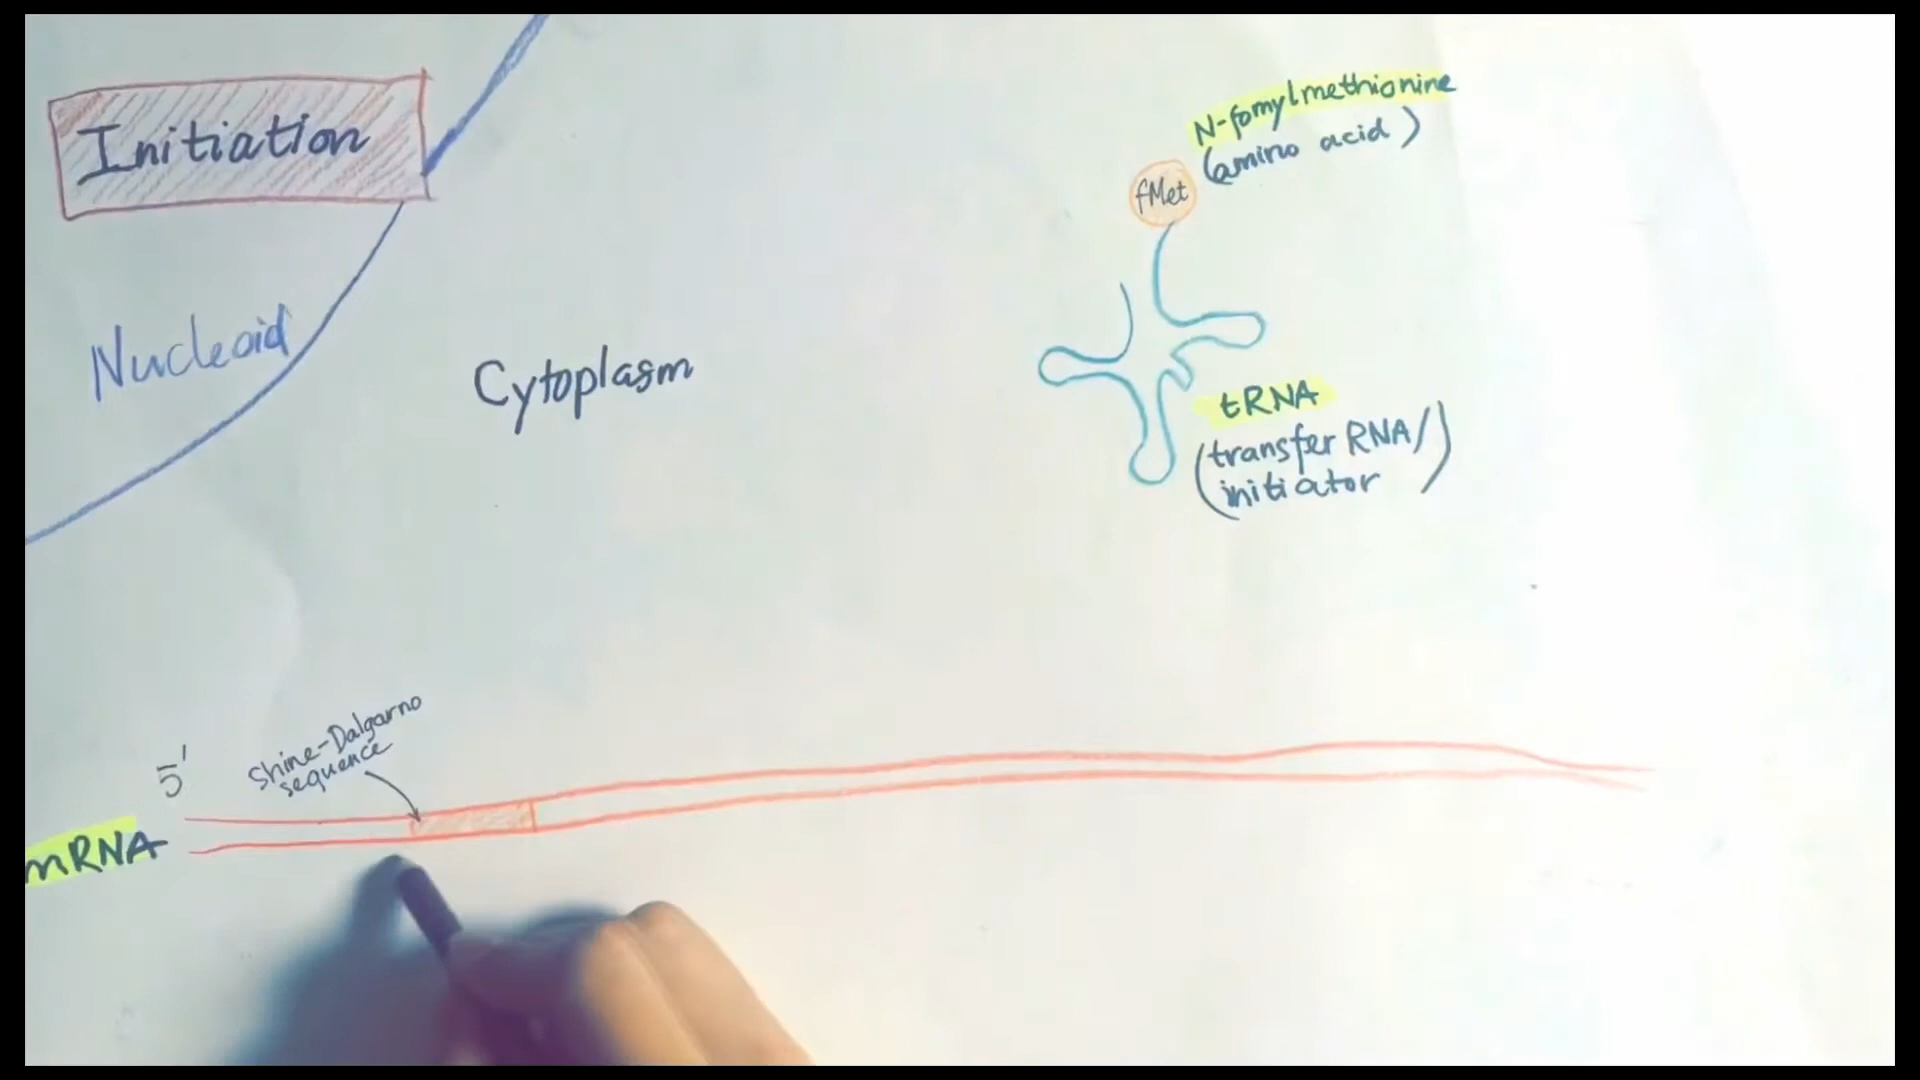 Initiation
N-fomylmethionine
(amino acid)
fMet
Nucleoid
Cytoplasm
tRNA
(transfer RNA/
initiator)
Shine-Dalgarno
sequence
5'
mRNA